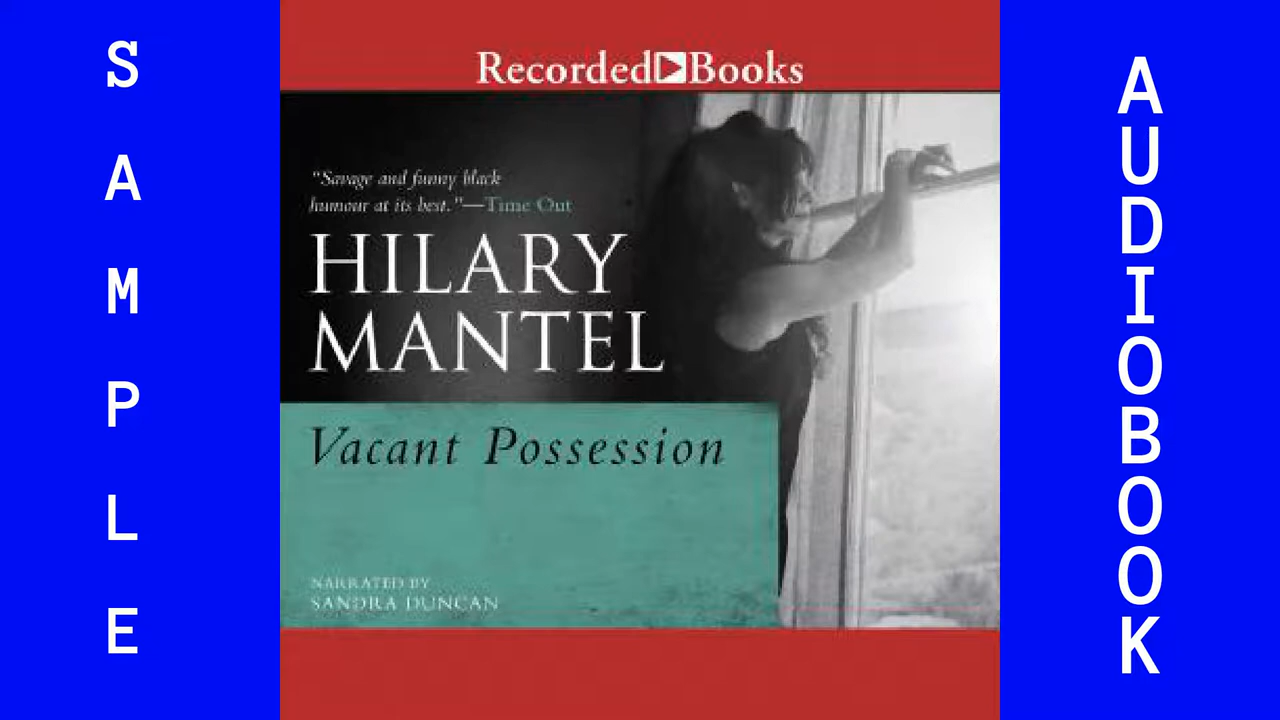 SAMPLE
Recorded Books
“Savage and funny black
humour at its best.”—Time Out
HILARY
MANTEL
Vacant Possession
NARRATED BY
SANDRA DUNCAN
AUDIOBOOK